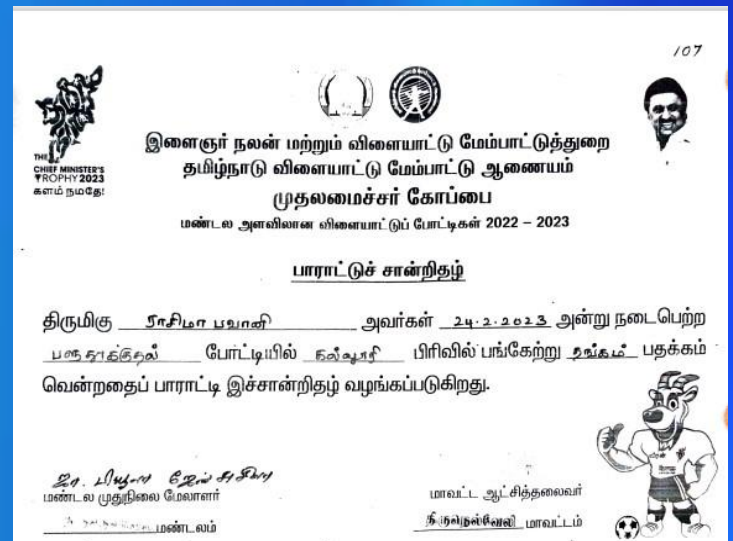 107
THE
CHIEF MINISTER'S
TROPHY 2023
களம் நமதே!
இளைஞர் நலன் மற்றும் விளையாட்டு மேம்பாட்டுத்துறை
தமிழ்நாடு விளையாட்டு மேம்பாட்டு ஆணையம்
முதலமைச்சர் கோப்பை
மண்டல அளவிலான விளையாட்டுப் போட்டிகள் 2022 – 2023
பாராட்டுச் சான்றிதழ்
திருமிகு ராசிமா பவானி அவர்கள் 24.2.2023 அன்று நடைபெற்ற
பளுதூக்குதல் போட்டியில் கல்லூரி பிரிவில் பங்கேற்று தங்கம் பதக்கம்
வென்றதைப் பாராட்டி இச்சான்றிதழ் வழங்கப்படுகிறது.
மண்டல முதுநிலை மேலாளர்
மண்டலம்
மாவட்ட ஆட்சித்தலைவர்
திருநெல்வேலி மாவட்டம்